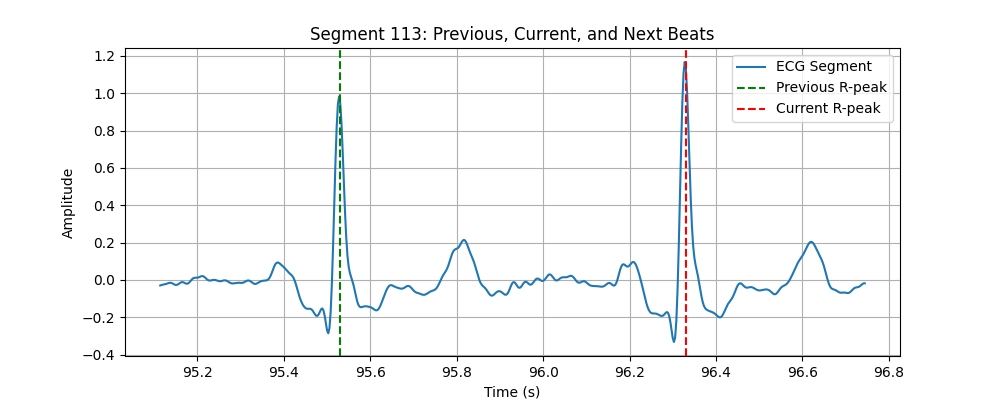 Segment 113: Previous, Current, and Next Beats
ECG Segment
Previous R-peak
Current R-peak
Amplitude
1.2
1.0
0.8
0.6
0.4
0.2
0.0
−0.2
−0.4
95.2 95.4 95.6 95.8 96.0 96.2 96.4 96.6 96.8
Time (s)